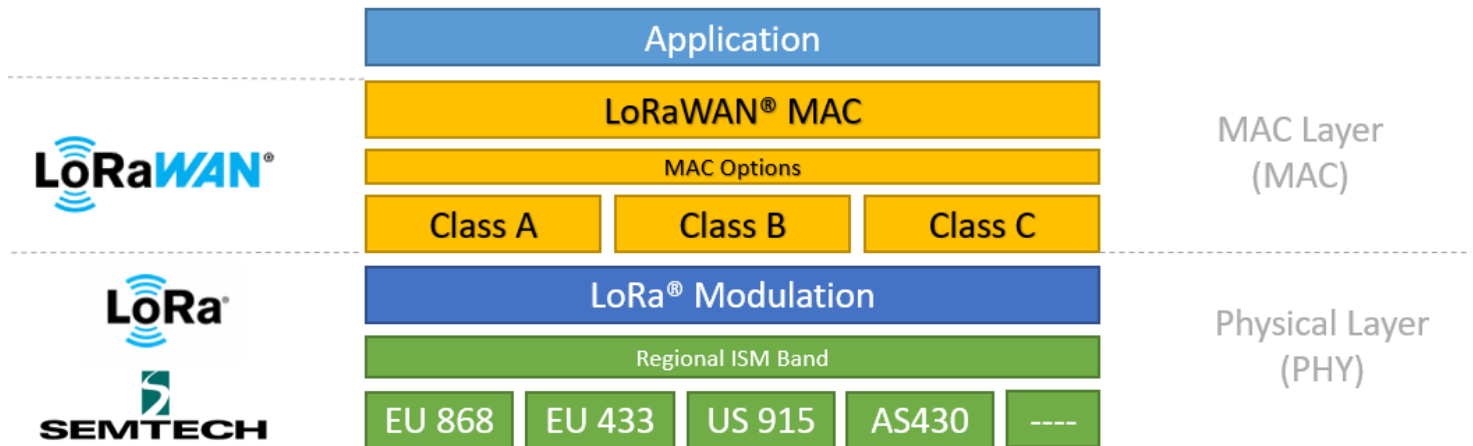 Application
LoRaWAN® MAC
LoRaWAN®
MAC Options
MAC Layer
(MAC)
Class A Class B Class C
LoRa® Modulation
LoRa®
Regional ISM Band
Physical Layer
(PHY)
SEMTECH
EU 868 EU 433 US 915 AS430 ----